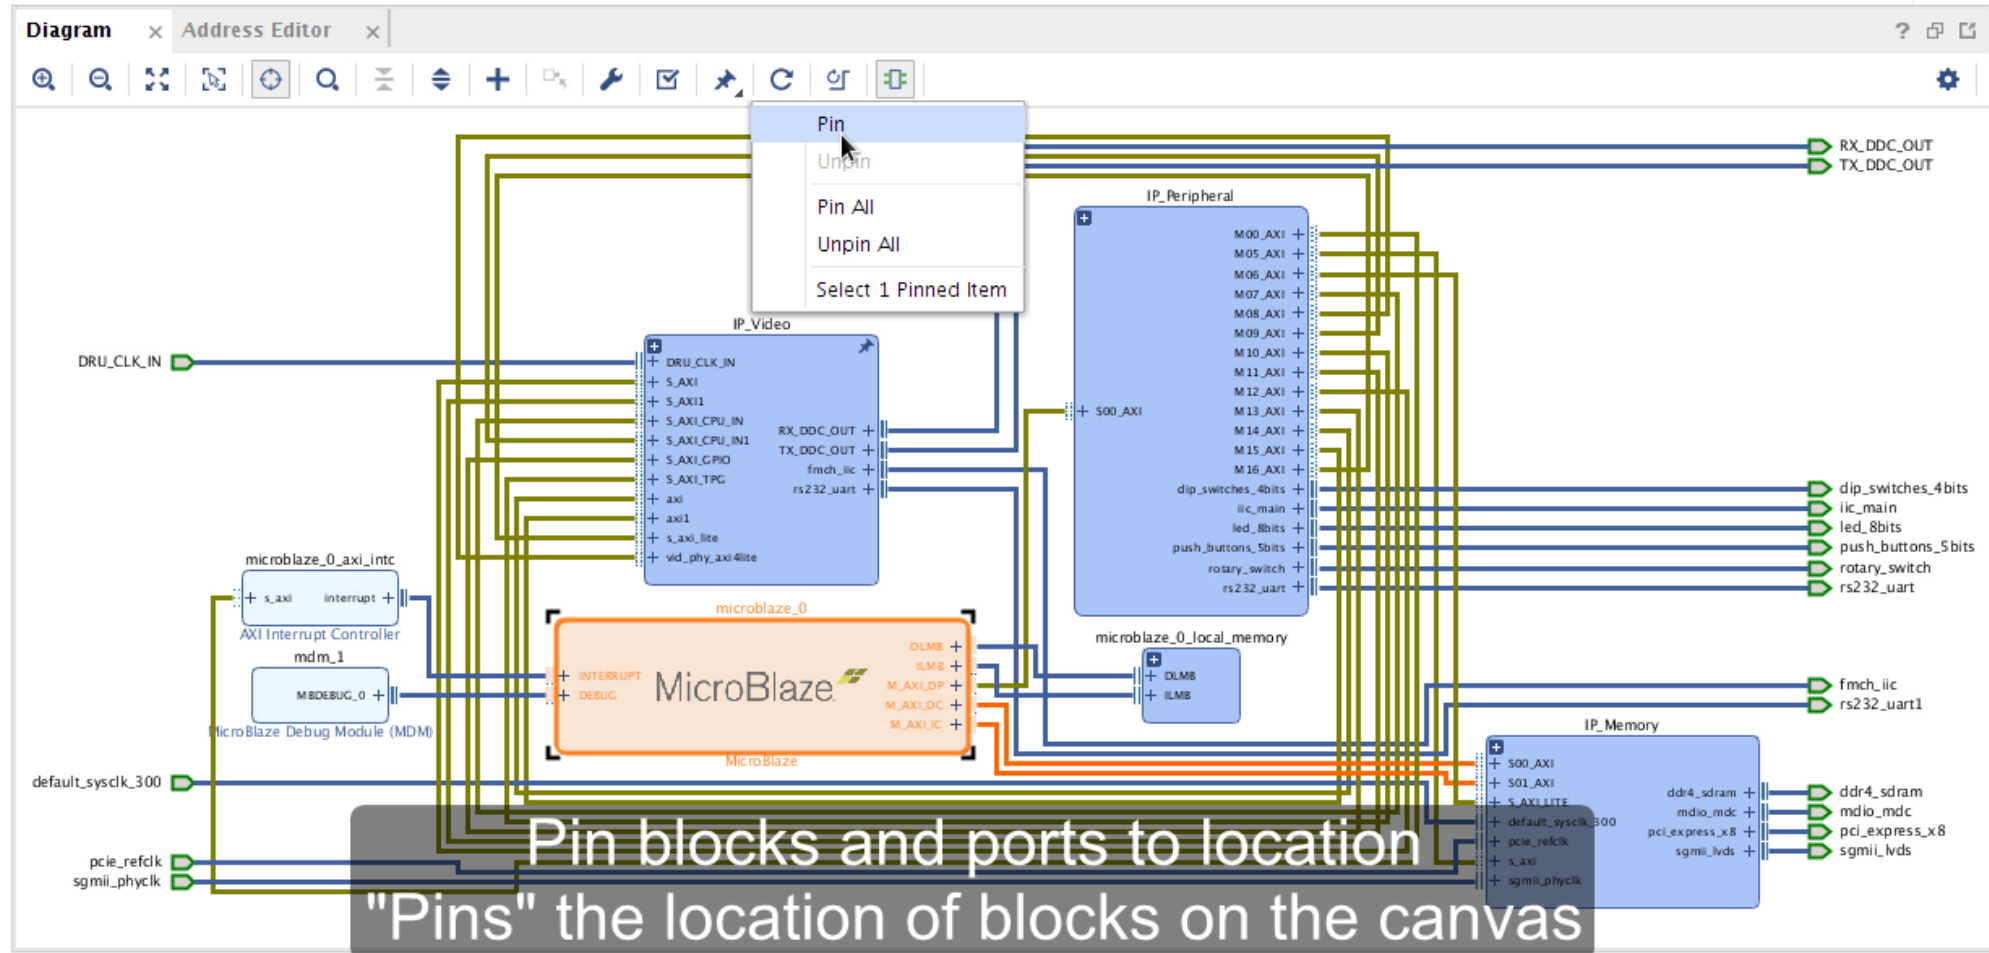 Diagram
Address Editor
Pin
Unpin
Pin All
Unpin All
Select 1 Pinned Item
RX_DDC_OUT
TX_DDC_OUT
IP_Peripheral
M00_AXI
M05_AXI
M06_AXI
M07_AXI
M08_AXI
M09_AXI
M10_AXI
M11_AXI
M12_AXI
S00_AXI
M13_AXI
M14_AXI
M15_AXI
M16_AXI
dip_switches_4bits
iic_main
led_8bits
push_buttons_5bits
rotary_switch
rs232_uart
dip_switches_4bits
iic_main
led_8bits
push_buttons_5bits
rotary_switch
rs232_uart
IP_Video
DRU_CLK_IN
DRU_CLK_IN
S_AXI
S_AXI1
S_AXI_CPU_IN
S_AXI_CPU_IN1
S_AXI_GPIO
S_AXI_TPG
axi
axi1
s_axi_lite
vid_phy_axi4lite
RX_DDC_OUT
TX_DDC_OUT
fmch_iic
rs232_uart
microblaze_0_axi_intc
s_axi interrupt
AXI Interrupt Controller
mdm_1
MBDEBUG_0
MicroBlaze Debug Module (MDM)
microblaze_0
INTERRUPT
DEBUG
MicroBlaze
DLMB
ILMB
M_AXI_DP
M_AXI_DC
M_AXI_IC
MicroBlaze
microblaze_0_local_memory
DLMB
ILMB
fmch_iic
rs232_uart1
IP_Memory
S00_AXI
S01_AXI
S_AXI_LITE
default_sysclk_300
pcie_refclk
s_axi
sgmii_phyclk
ddr4_sdram
mdio_mdc
pci_express_x8
sgmii_lvds
ddr4_sdram
mdio_mdc
pci_express_x8
sgmii_lvds
default_sysclk_300
pcie_refclk
sgmii_phyclk
Pin blocks and ports to location
"Pins" the location of blocks on the canvas